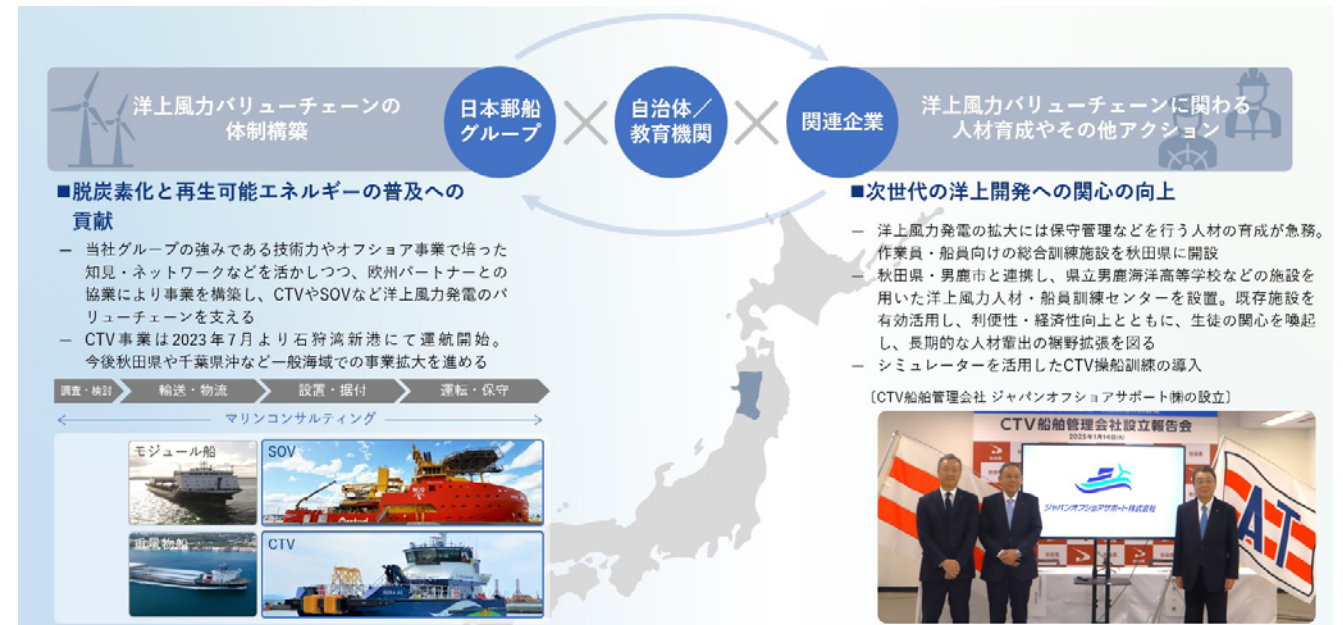 洋上風力バリューチェーンの
体制構築
日本郵船
グループ
自治体／
教育機関
関連企業
洋上風力バリューチェーンに関わる
人材育成やその他アクション
■脱炭素化と再生可能エネルギーの普及への
貢献
― 当社グループの強みである技術力やオフショア事業で培った
知見・ネットワークなどを活かしつつ、欧州パートナーとの
協業により事業を構築し、CTVやSOVなど洋上風力発電のバ
リューチェーンを支える
― CTV事業は2023年7月より石狩湾新港にて運航開始。
今後秋田県や千葉県沖など一般海域での事業拡大を進める
調査・検討
輸送・物流
設置・据付
運転・保守
マリンコンサルティング
モジュール船
SOV
重量物船
CTV
■次世代の洋上開発への関心の向上
― 洋上風力発電の拡大には保守管理などを行う人材の育成が急務。
作業員・船員向けの総合訓練施設を秋田県に開設
― 秋田県・男鹿市と連携し、県立男鹿海洋高等学校などの施設を
用いた洋上風力人材・船員訓練センターを設置。既存施設を
有効活用し、利便性・経済性向上とともに、生徒の関心を喚起
し、長期的な人材輩出の裾野拡張を図る
― シミュレーターを活用したCTV操船訓練の導入
〔CTV船舶管理会社 ジャパンオフショアサポート㈱の設立〕
CTV船舶管理会社設立報告会
2025年1月14日(火)
ジャパンオフショアサポート株式会社
A.T